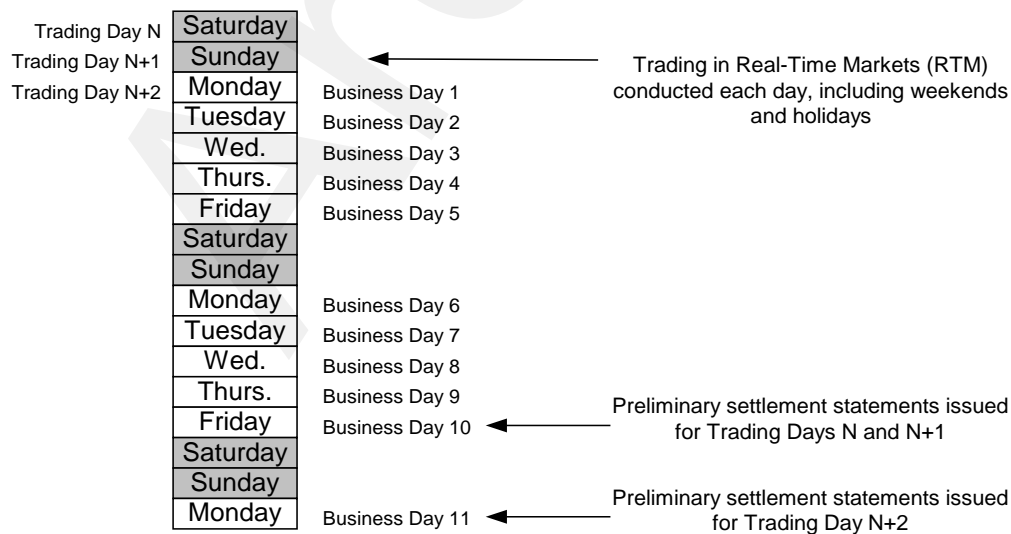 Trading Day N Saturday
Trading Day N+1 Sunday
Trading Day N+2 Monday Business Day 1
Trading in Real-Time Markets (RTM)
conducted each day, including weekends
and holidays
Tuesday Business Day 2
Wed. Business Day 3
Thurs. Business Day 4
Friday Business Day 5
Saturday
Sunday
Monday Business Day 6
Tuesday Business Day 7
Wed. Business Day 8
Thurs. Business Day 9
Friday Business Day 10
Preliminary settlement statements issued
for Trading Days N and N+1
Saturday
Sunday
Monday Business Day 11
Preliminary settlement statements issued
for Trading Day N+2